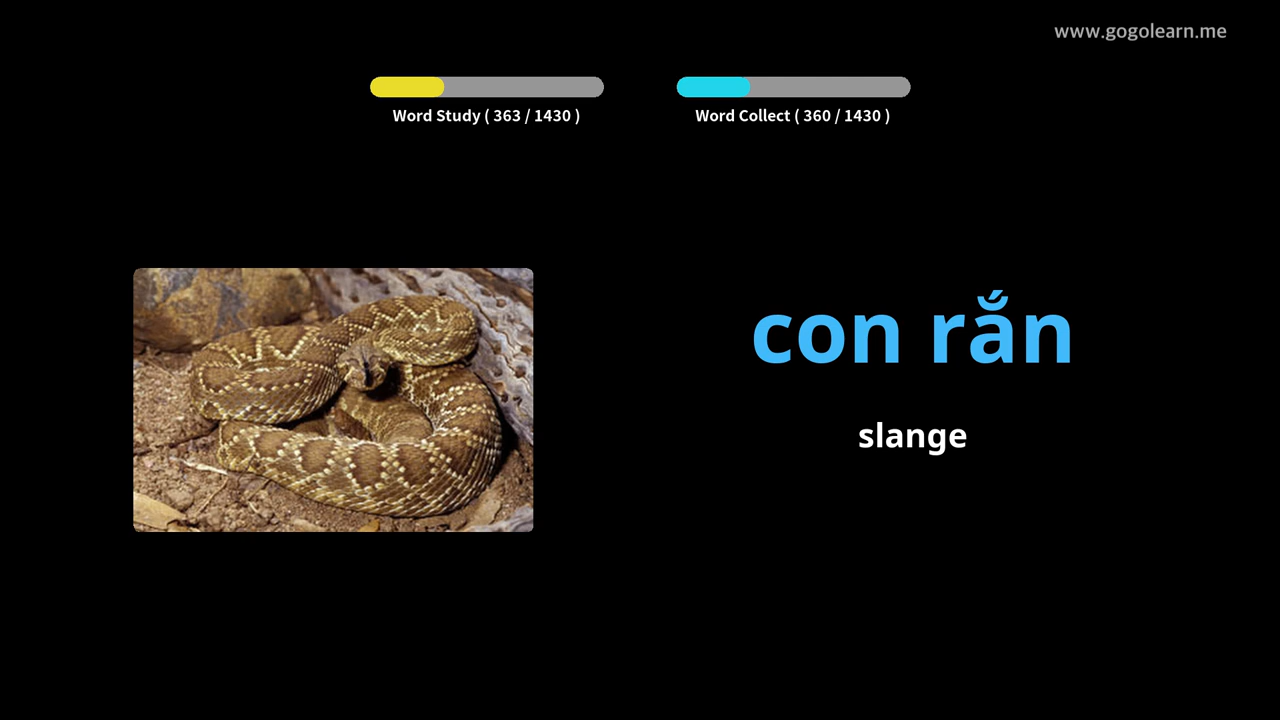 www.gogolearn.me
Word Study ( 363 / 1430 )
Word Collect ( 360 / 1430 )
con rắn
slange